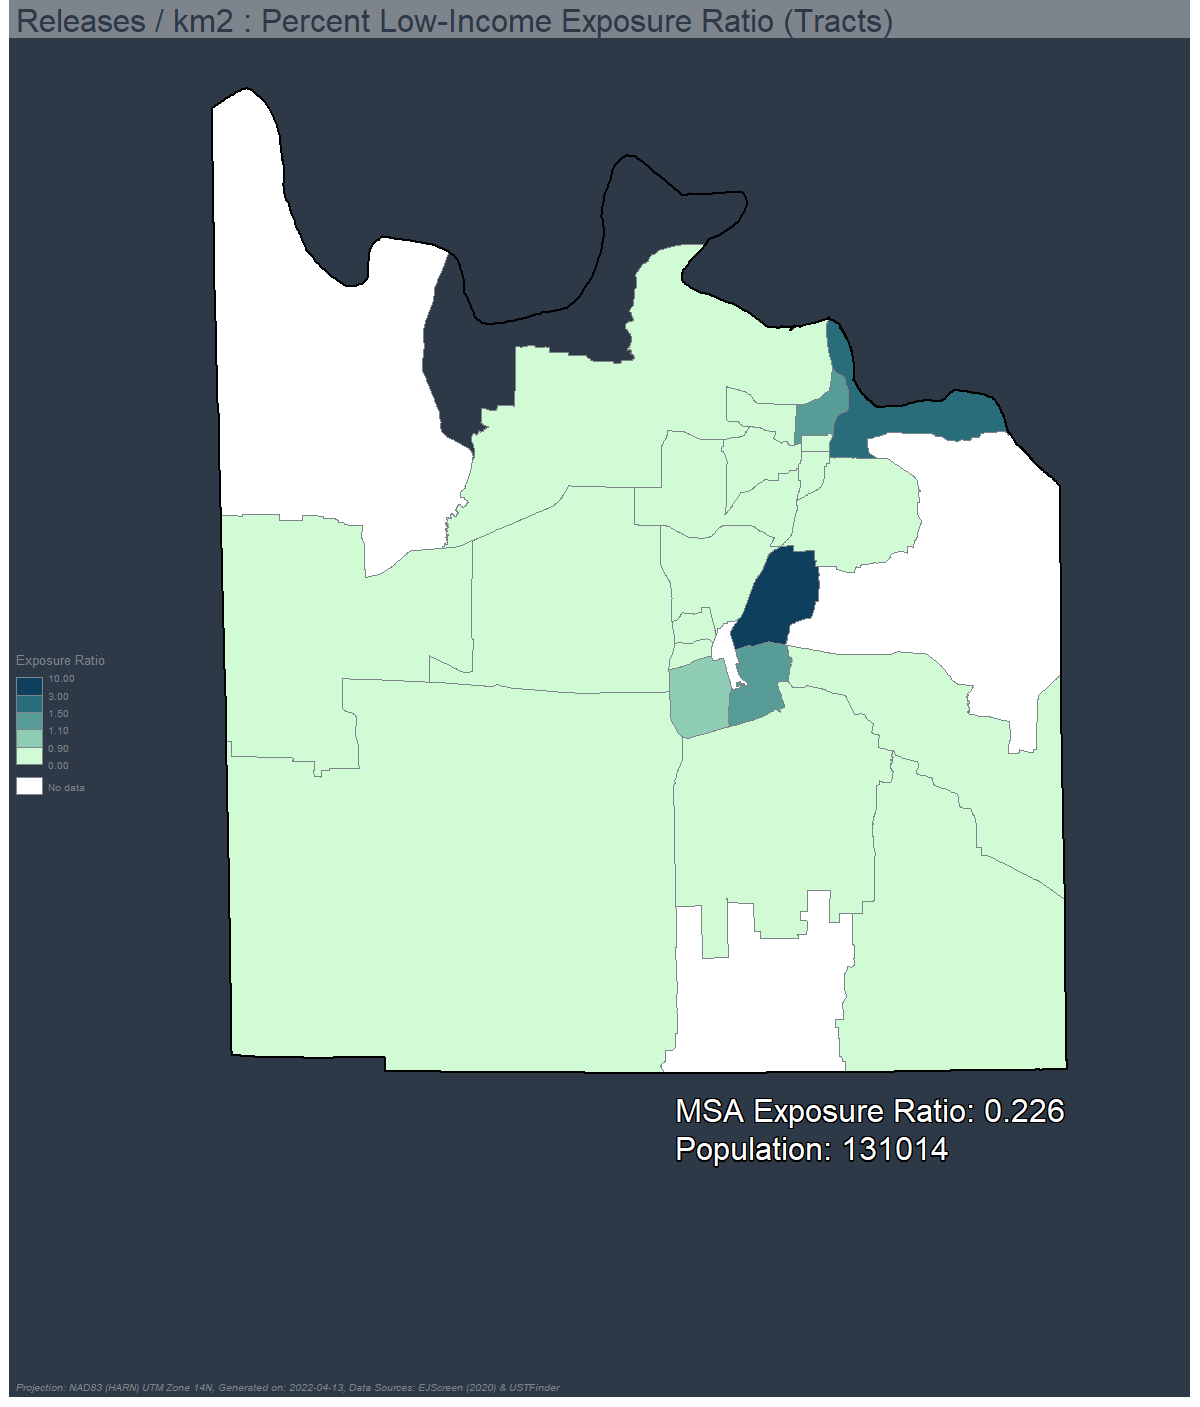 Releases / km2 : Percent Low-Income Exposure Ratio (Tracts)
Exposure Ratio
10.00
3.00
1.50
1.10
0.90
0.00
No data
MSA Exposure Ratio: 0.226
Population: 131014
Projection: NAD83 (HARN) UTM Zone 14N, Generated on: 2022-04-13, Data Sources: EJScreen (2020) & USTFinder